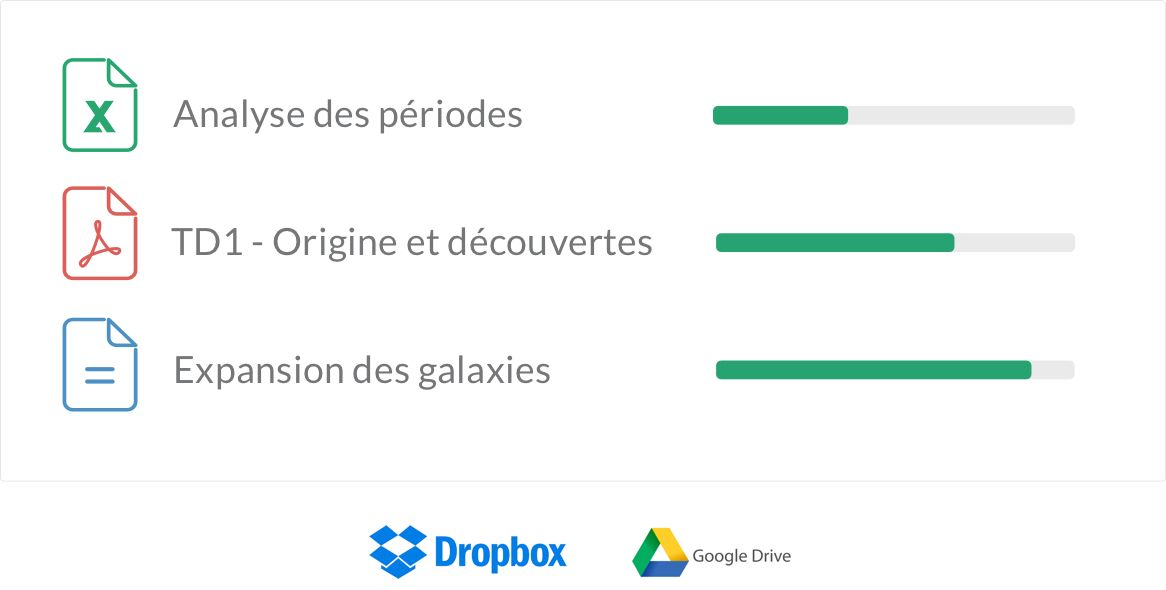 Analyse des périodes
TD1 - Origine et découvertes
Expansion des galaxies
Dropbox
Google Drive